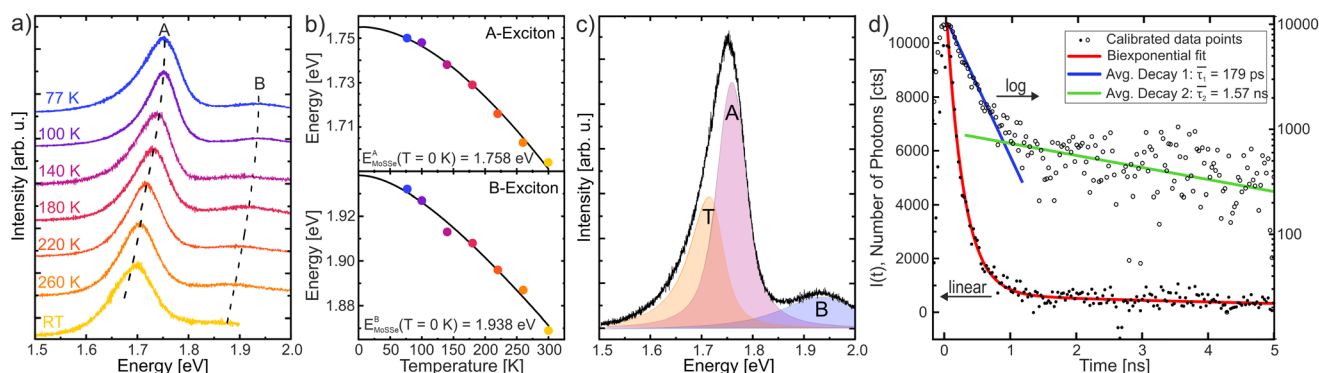 a)
A
B
77 K
100 K
140 K
180 K
220 K
260 K
RT
Intensity [arb. u.]
1.5 1.6 1.7 1.8 1.9 2.0
Energy [eV]
b)
A-Exciton
1.75
1.73
1.71
Energy [eV]
E^A_MoSSe(T = 0 K) = 1.758 eV
B-Exciton
1.92
1.90
1.88
Energy [eV]
E^B_MoSSe(T = 0 K) = 1.938 eV
0 50 100 150 200 250 300
Temperature [K]
c)
A
T
B
Intensity [arb. u.]
1.5 1.6 1.7 1.8 1.9 2.0
Energy [eV]
d)
Calibrated data points
Biexponential fit
Avg. Decay 1: τ₁ = 179 ps
Avg. Decay 2: τ₂ = 1.57 ns
log
linear
I(t), Number of Photons [cts]
10000
8000
6000
4000
2000
0
10000
1000
100
0 1 2 3 4 5
Time [ns]